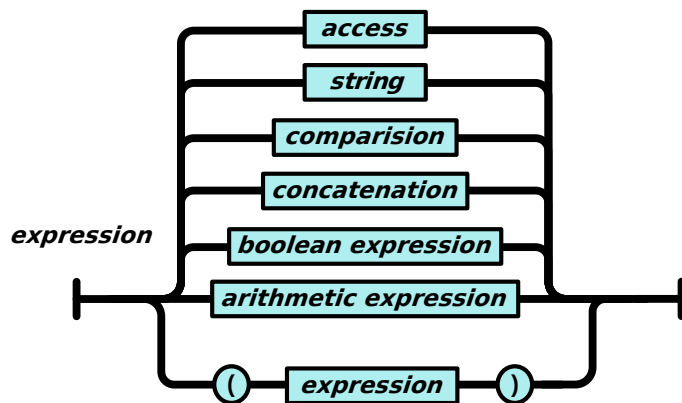 access
string
comparision
concatenation
expression
boolean expression
arithmetic expression
( expression )